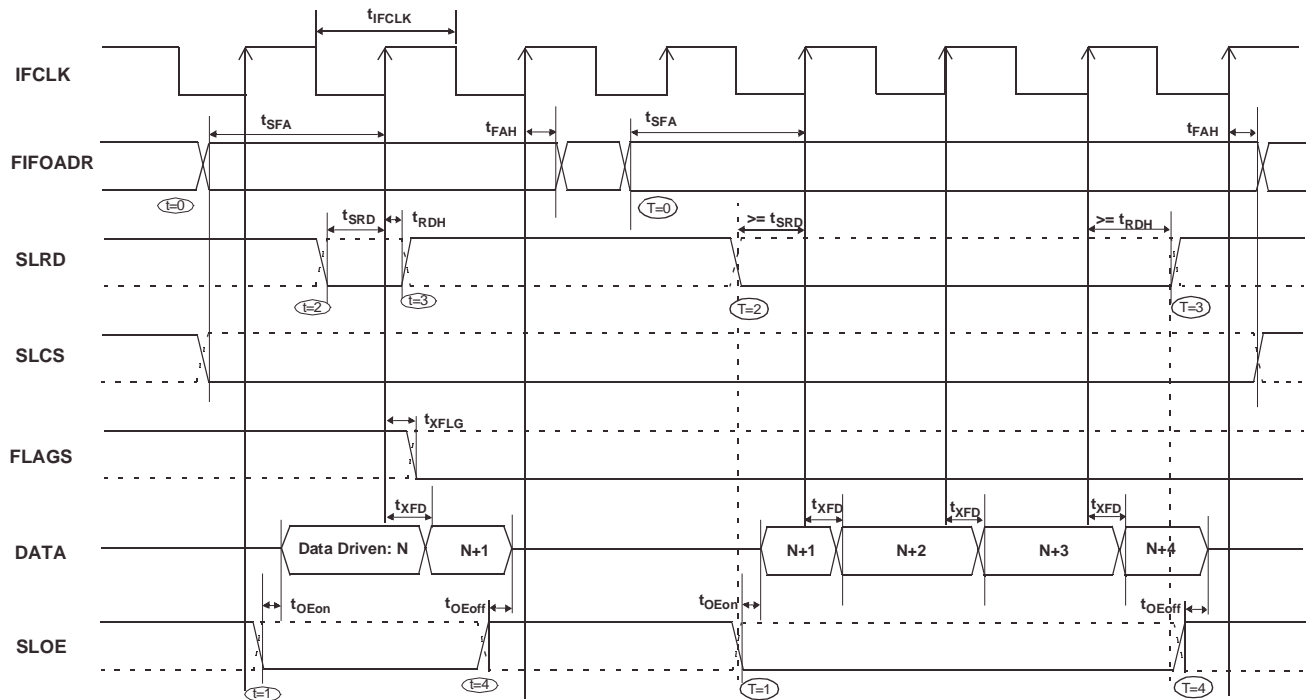 tIFCLK
IFCLK
tSFA
tFAH
tSFA
tFAH
FIFOADR
t=0
T=0
tSRD
tRDH
>= tSRD
>= tRDH
SLRD
t=2
t=3
T=2
T=3
SLCS
tXFLG
FLAGS
tXFD
tXFD
tXFD
tXFD
DATA
Data Driven: N
N+1
N+1
N+2
N+3
N+4
tOEon
tOEoff
tOEon
tOEoff
SLOE
t=1
t=4
T=1
T=4